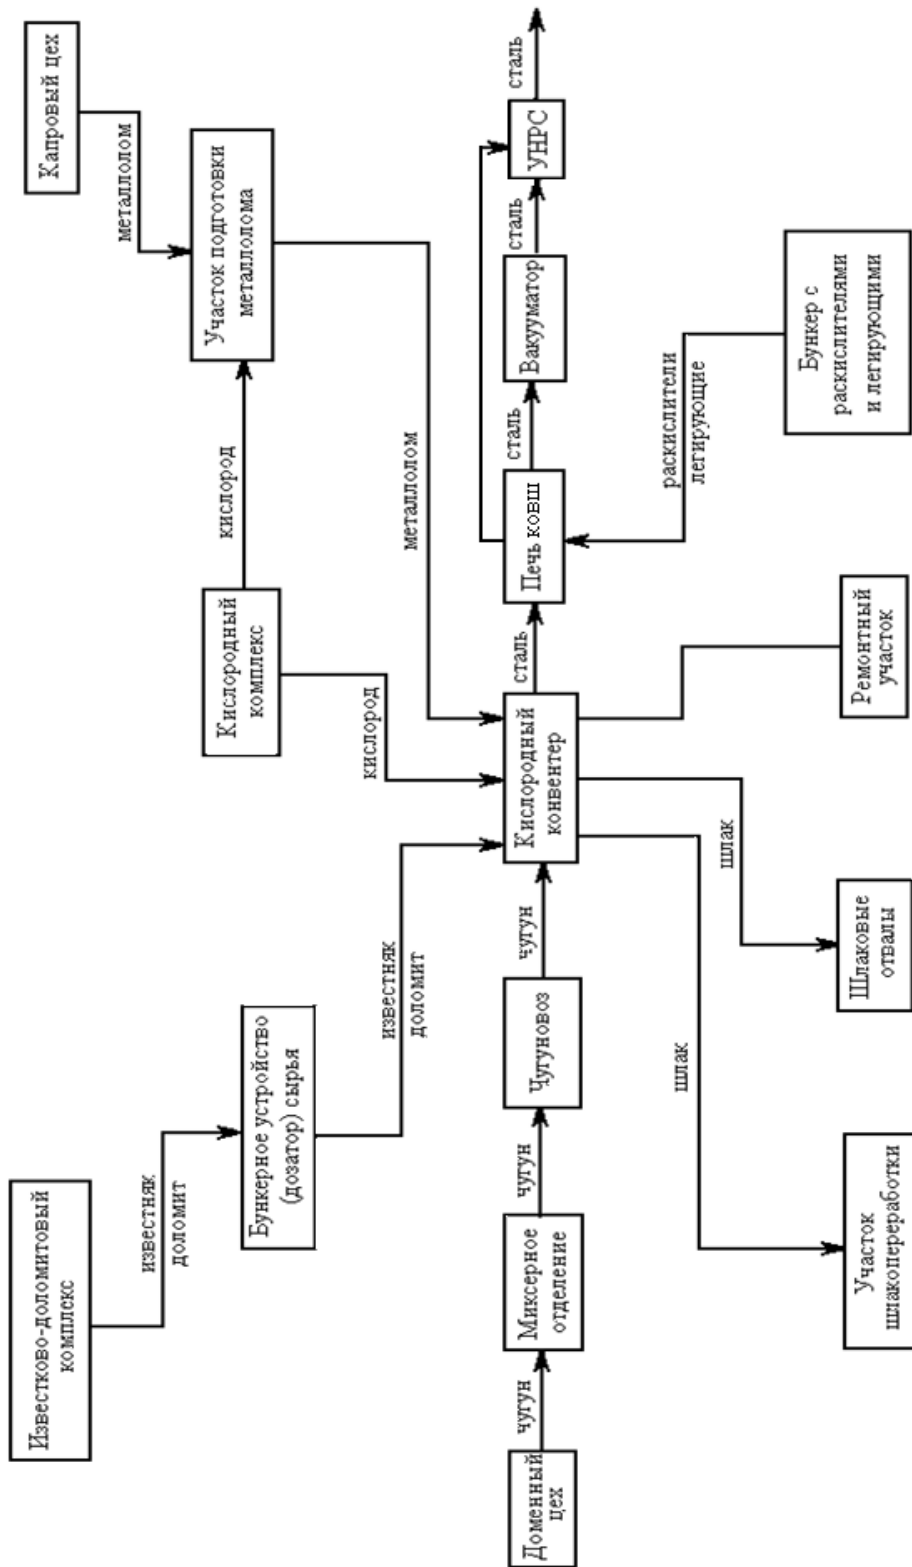 Известково-доломитовый
комплекс
известняк
доломит
Бункерное устройство
(дозатор) сырья
известняк
доломит
Капровый цех
металлолом
Участок подготовки
металлолома
кислород
Кислородный
комплекс
кислород
металлолом
Доменный
цех
чугун
Миксерное
отделение
чугун
Чугуновоз
чугун
Кислородный
конвентер
сталь
Печь ковш
сталь
Вакууматор
сталь
УНРС
сталь
шлак
Участок
шлакопереработки
шлак
Шлаковые
отвалы
Ремонтный
участок
раскислители
легирующие
Бункер с
раскислителями
и легирующими